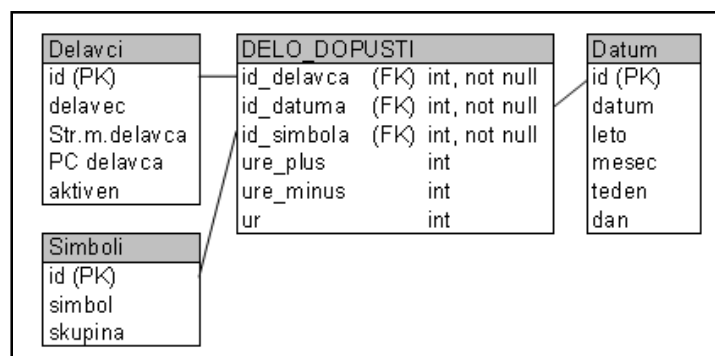 Delavci
id (PK)
delavec
Str.m.delavca
PC delavca
aktiven
DELO_DOPUSTI
id_delavca (FK) int, not null
id_datuma (FK) int, not null
id_simbola (FK) int, not null
ure_plus int
ure_minus int
ur int
Datum
id (PK)
datum
leto
mesec
teden
dan
Simboli
id (PK)
simbol
skupina